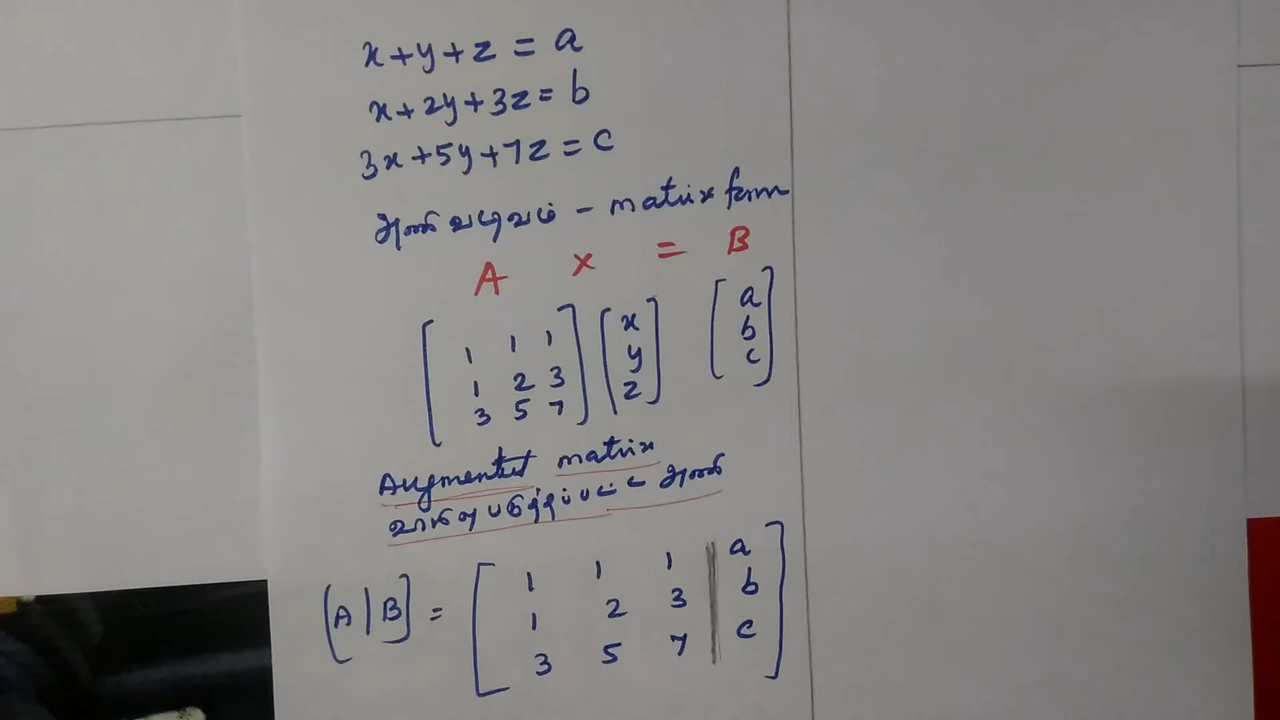 x+y+z = a
x+2y+3z = b
3x+5y+7z = c
அணி வடிவம் - matrix form
A X = B
[ 1 1 1 ] [ x ] [ a ]
[ 1 2 3 ] [ y ] [ b ]
[ 3 5 7 ] [ z ] [ c ]
Augmented matrix
அணி
[A|B] = [ 1 1 1 | a ]
[ 1 2 3 | b ]
[ 3 5 7 | c ]